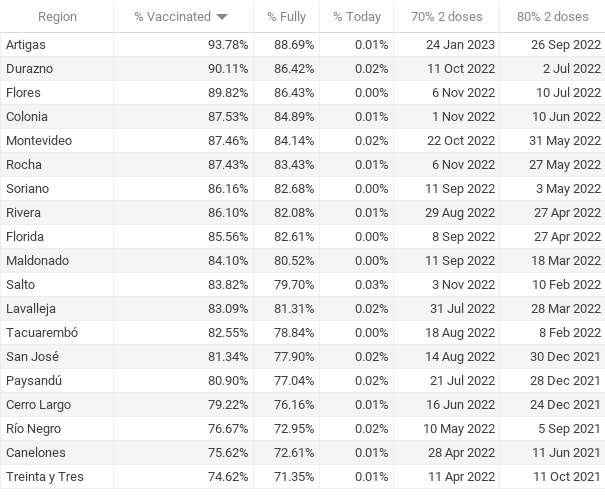 Region % Vaccinated % Fully % Today 70% 2 doses 80% 2 doses
Artigas 93.78% 88.69% 0.01% 24 Jan 2023 26 Sep 2022
Durazno 90.11% 86.42% 0.02% 11 Oct 2022 2 Jul 2022
Flores 89.82% 86.43% 0.00% 6 Nov 2022 10 Jul 2022
Colonia 87.53% 84.89% 0.01% 1 Nov 2022 10 Jun 2022
Montevideo 87.46% 84.14% 0.02% 22 Oct 2022 31 May 2022
Rocha 87.43% 83.43% 0.01% 6 Nov 2022 27 May 2022
Soriano 86.16% 82.68% 0.00% 11 Sep 2022 3 May 2022
Rivera 86.10% 82.08% 0.01% 29 Aug 2022 27 Apr 2022
Florida 85.56% 82.61% 0.00% 8 Sep 2022 27 Apr 2022
Maldonado 84.10% 80.52% 0.00% 11 Sep 2022 18 Mar 2022
Salto 83.82% 79.70% 0.03% 3 Nov 2022 10 Feb 2022
Lavalleja 83.09% 81.31% 0.02% 31 Jul 2022 28 Mar 2022
Tacuarembó 82.55% 78.84% 0.00% 18 Aug 2022 8 Feb 2022
San José 81.34% 77.90% 0.02% 14 Aug 2022 30 Dec 2021
Paysandú 80.90% 77.04% 0.02% 21 Jul 2022 28 Dec 2021
Cerro Largo 79.22% 76.16% 0.01% 16 Jun 2022 24 Dec 2021
Río Negro 76.67% 72.95% 0.02% 10 May 2022 5 Sep 2021
Canelones 75.62% 72.61% 0.01% 28 Apr 2022 11 Jun 2021
Treinta y Tres 74.62% 71.35% 0.01% 11 Apr 2022 11 Oct 2021